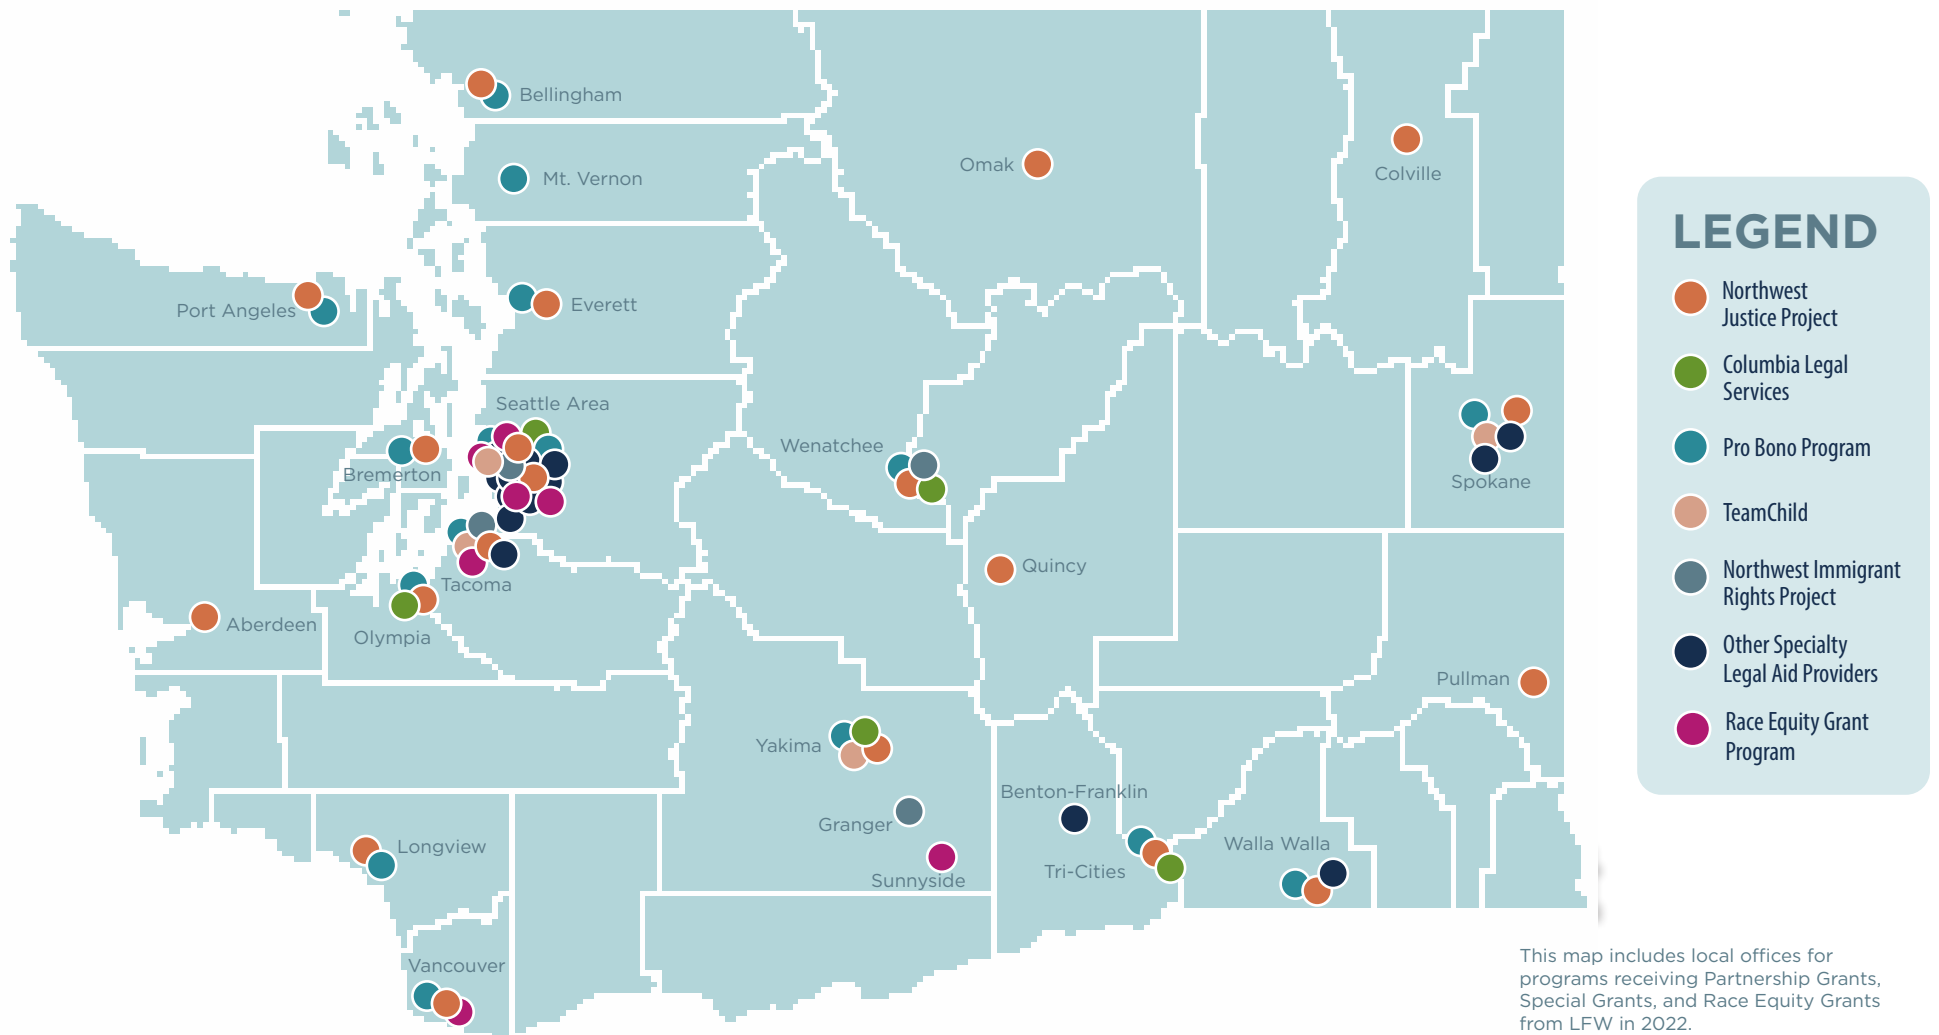 Bellingham
Mt. Vernon
Omak
Colville
Port Angeles
Everett
Seattle Area
Bremerton
Wenatchee
Spokane
Quincy
Tacoma
Aberdeen
Olympia
Pullman
Yakima
Benton-Franklin
Granger
Longview
Walla Walla
Tri-Cities
Sunnyside
Vancouver
LEGEND
Northwest
Justice Project
Columbia Legal
Services
Pro Bono Program
TeamChild
Northwest Immigrant
Rights Project
Other Specialty
Legal Aid Providers
Race Equity Grant
Program
This map includes local offices for
programs receiving Partnership Grants,
Special Grants, and Race Equity Grants
from LFW in 2022.